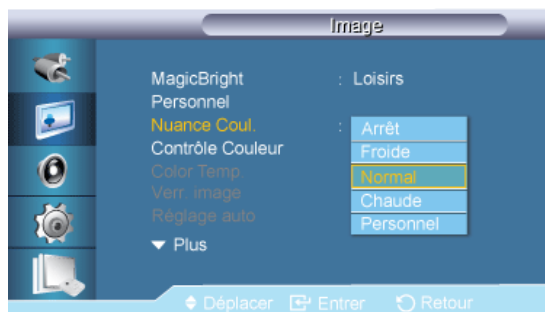 Image
MagicBright : Loisirs
Personnel
Nuance Coul. :
Arrêt
Froide
Normal
Chaude
Personnel
Contrôle Couleur
Color Temp
Verr. image
Réglage auto
Plus
Déplacer Entrer Retour